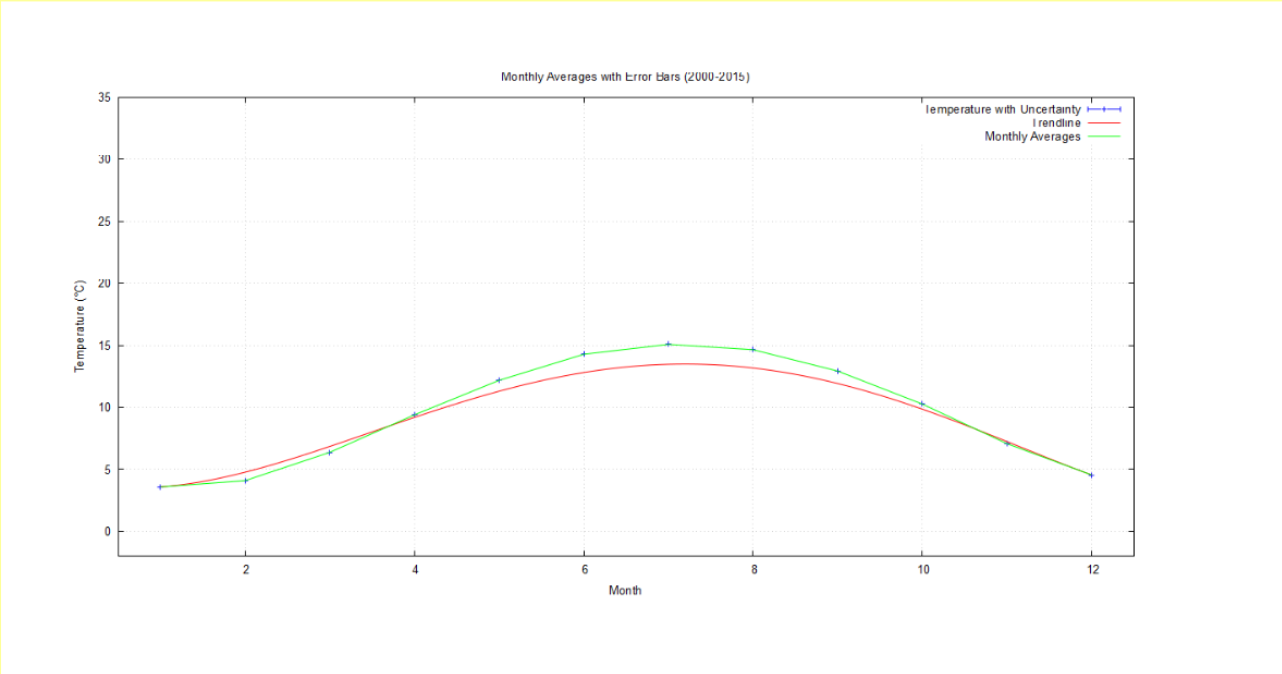 Monthly Averages with Error Bars (2000-2015)
35
30
25
20
15
10
5
0
Temperature (°C)
Temperature with Uncertainty
Trendline
Monthly Averages
2 4 6 8 10 12
Month